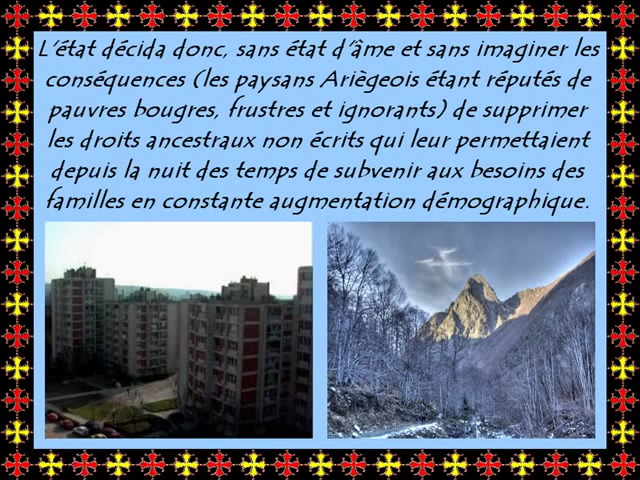 L'état décida donc, sans état d'âme et sans imaginer les
conséquences (les paysans Ariègeois étant réputés de
pauvres bougres, frustres et ignorants) de supprimer
les droits ancestraux non écrits qui leur permettaient
depuis la nuit des temps de subvenir aux besoins des
familles en constante augmentation démographique.